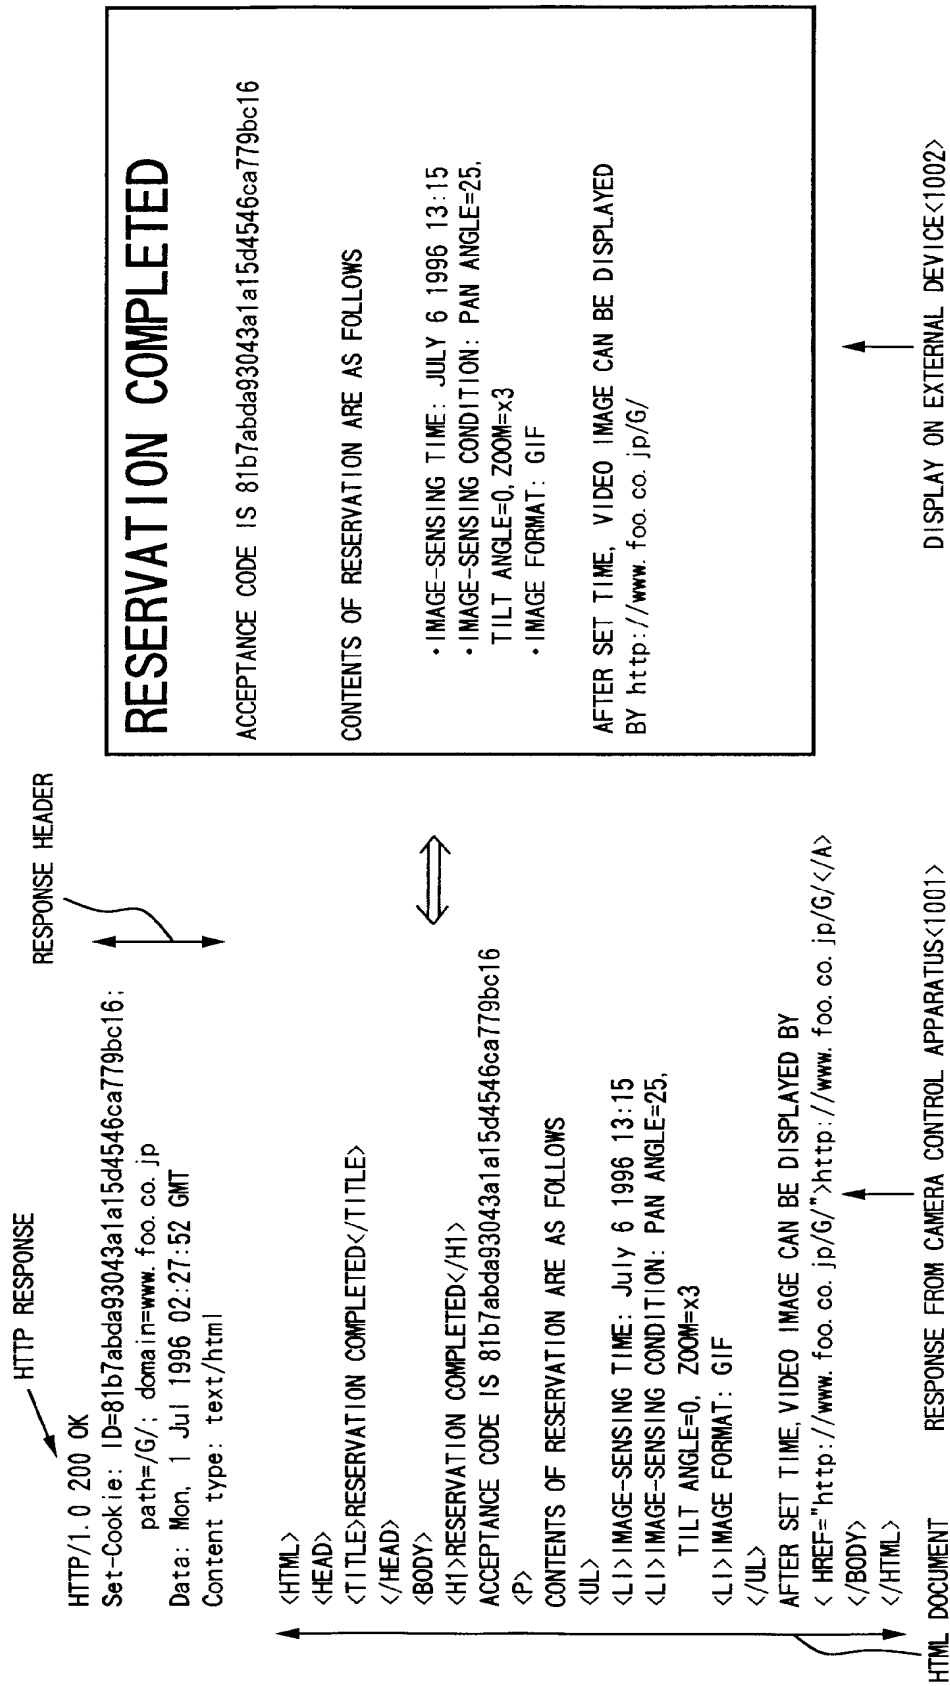 HTTP RESPONSE
HTTP/1.0 200 OK
Set-Cookie: ID=81b7abda93043a1a15d4546ca779bc16;
path=/G/; domain=www.foo.co.jp
Data: Mon, 1 Jul 1996 02:27:52 GMT
Content type: text/html
RESPONSE HEADER
<HTML>
<HEAD>
<TITLE>RESERVATION COMPLETED</TITLE>
</HEAD>
<BODY>
<H1>RESERVATION COMPLETED</H1>
ACCEPTANCE CODE IS 81b7abda93043a1a15d4546ca779bc16
<P>
CONTENTS OF RESERVATION ARE AS FOLLOWS
<UL>
<LI>IMAGE-SENSING TIME: July 6 1996 13:15
<LI>IMAGE-SENSING CONDITION: PAN ANGLE=25,
TILT ANGLE=0, ZOOM=x3
<LI>IMAGE FORMAT: GIF
</UL>
AFTER SET TIME, VIDEO IMAGE CAN BE DISPLAYED BY
< HREF="http://www.foo.co.jp/G/">http://www.foo.co.jp/G/</A>
</BODY>
</HTML>
HTML DOCUMENT
RESPONSE FROM CAMERA CONTROL APPARATUS<1001>
RESERVATION COMPLETED
ACCEPTANCE CODE IS 81b7abda93043a1a15d4546ca779bc16
CONTENTS OF RESERVATION ARE AS FOLLOWS
・IMAGE-SENSING TIME: JULY 6 1996 13:15
・IMAGE-SENSING CONDITION: PAN ANGLE=25,
TILT ANGLE=0, ZOOM=x3
・IMAGE FORMAT: GIF
AFTER SET TIME, VIDEO IMAGE CAN BE DISPLAYED
BY http://www.foo.co.jp/G/
DISPLAY ON EXTERNAL DEVICE<1002>